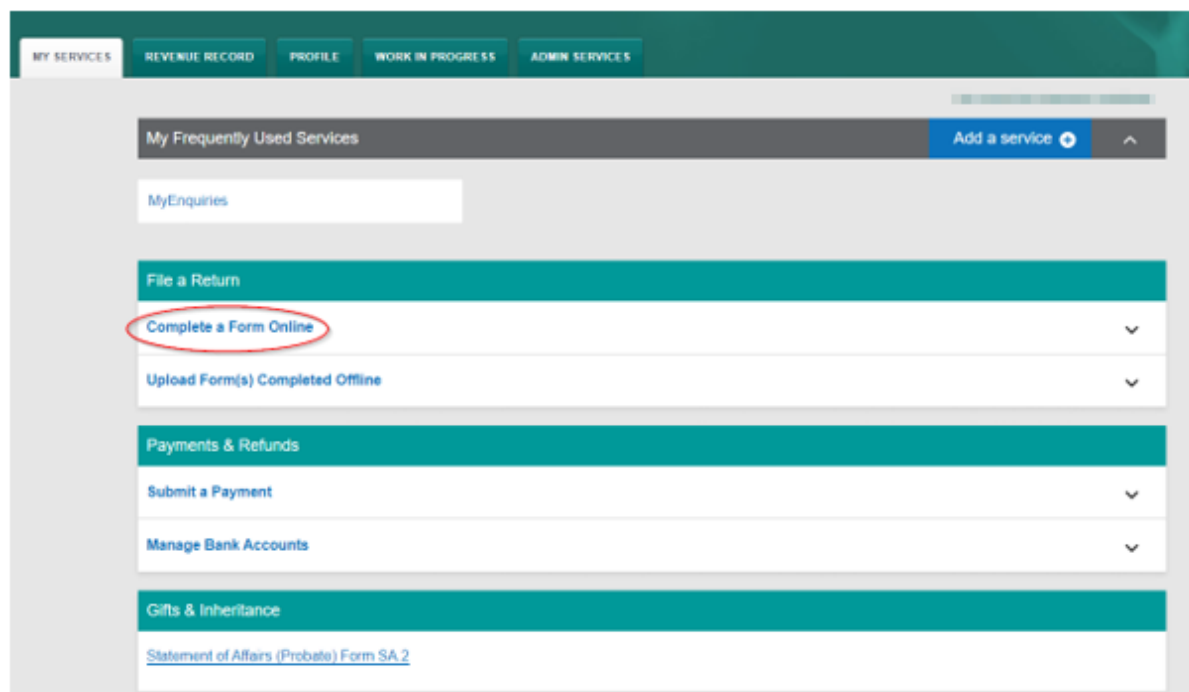 MY SERVICES REVENUE RECORD PROFILE WORK IN PROGRESS ADMIN SERVICES
My Frequently Used Services Add a service
MyEnquiries
File a Return
Complete a Form Online
Upload Form(s) Completed Offline
Payments & Refunds
Submit a Payment
Manage Bank Accounts
Gifts & Inheritance
Statement of Affairs (Probate) Form SA.2